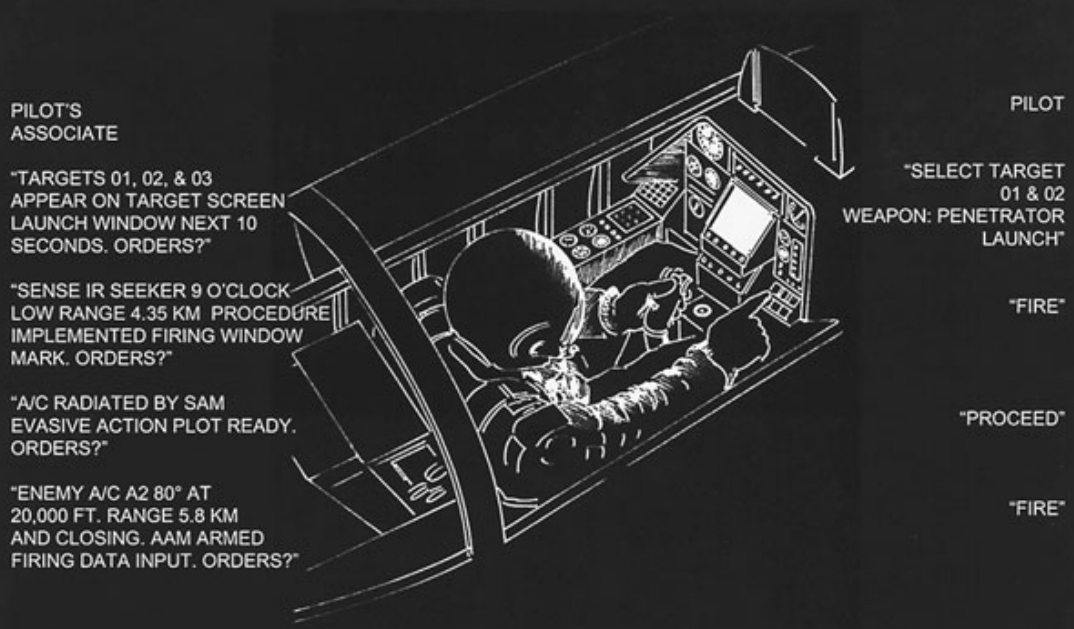 PILOT'S
ASSOCIATE
"TARGETS 01, 02, & 03
APPEAR ON TARGET SCREEN
LAUNCH WINDOW NEXT 10
SECONDS. ORDERS?"
"SENSE IR SEEKER 9 O'CLOCK
LOW RANGE 4.35 KM PROCEDURE
IMPLEMENTED FIRING WINDOW
MARK. ORDERS?"
"A/C RADIATED BY SAM
EVASIVE ACTION PLOT READY.
ORDERS?"
"ENEMY A/C A2 80° AT
20,000 FT. RANGE 5.8 KM
AND CLOSING. AAM ARMED
FIRING DATA INPUT. ORDERS?"
PILOT
"SELECT TARGET
01 & 02
WEAPON: PENETRATOR
LAUNCH"
"FIRE"
"PROCEED"
"FIRE"